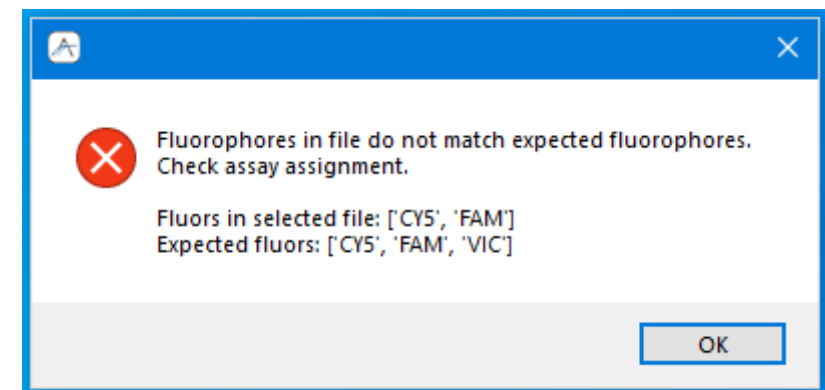 Fluorophores in file do not match expected fluorophores.
Check assay assignment.
Fluors in selected file: ['CY5', 'FAM']
Expected fluors: ['CY5', 'FAM', 'VIC']
OK